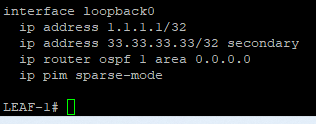 interface loopback0
ip address 1.1.1.1/32
ip address 33.33.33.33/32 secondary
ip router ospf 1 area 0.0.0.0
ip pim sparse-mode
LEAF-1#